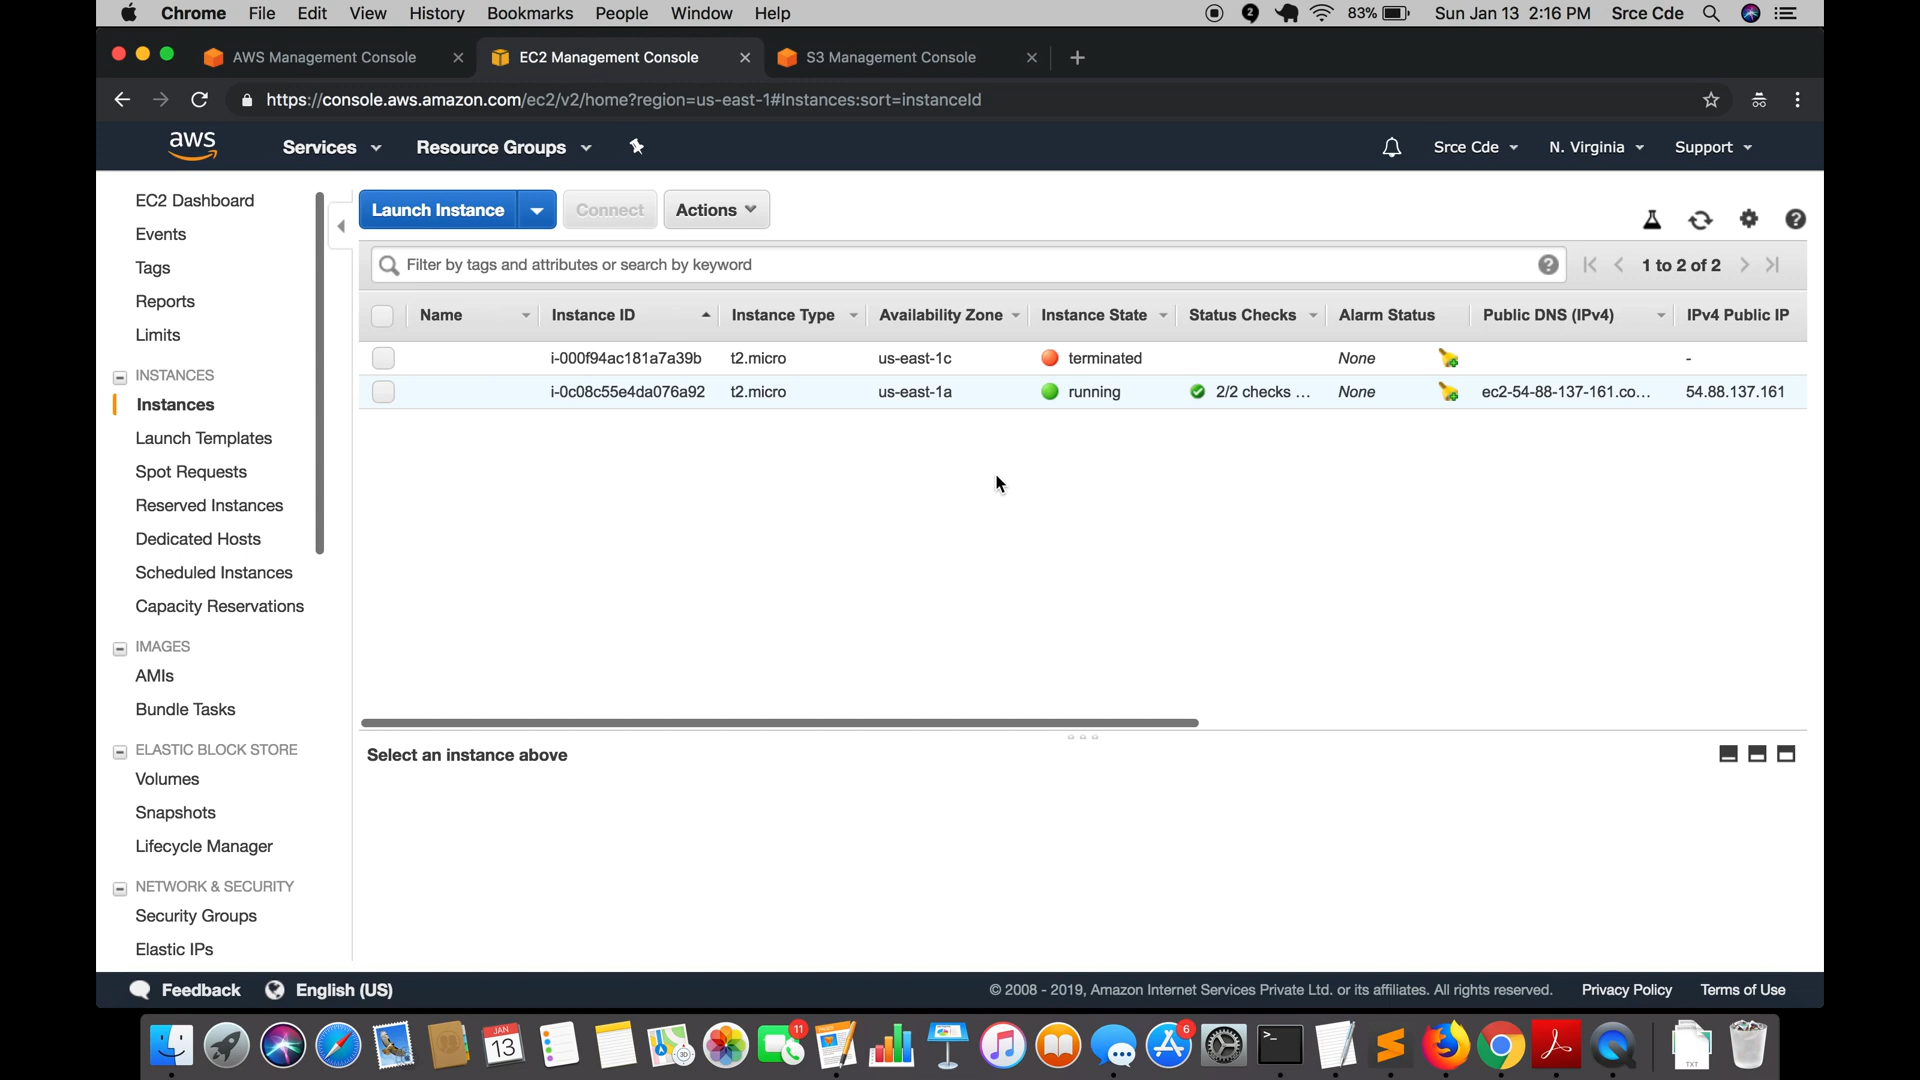 Chrome File Edit View History Bookmarks People Window Help 2 83% Sun Jan 13 2:16 PM Srce Cde
AWS Management Console EC2 Management Console S3 Management Console
https://console.aws.amazon.com/ec2/v2/home?region=us-east-1#Instances:sort=instanceId
aws Services Resource Groups Srce Cde N. Virginia Support
EC2 Dashboard
Events
Tags
Reports
Limits
INSTANCES
Instances
Launch Templates
Spot Requests
Reserved Instances
Dedicated Hosts
Scheduled Instances
Capacity Reservations
IMAGES
AMIs
Bundle Tasks
ELASTIC BLOCK STORE
Volumes
Snapshots
Lifecycle Manager
NETWORK & SECURITY
Security Groups
Elastic IPs
Launch Instance Connect Actions
Filter by tags and attributes or search by keyword 1 to 2 of 2
Name Instance ID Instance Type Availability Zone Instance State Status Checks Alarm Status Public DNS (IPv4) IPv4 Public IP
i-000f94ac181a7a39b t2.micro us-east-1c terminated None -
i-0c08c55e4da076a92 t2.micro us-east-1a running 2/2 checks ... None ec2-54-88-137-161.co... 54.88.137.161
Select an instance above
Feedback English (US) © 2008 - 2019, Amazon Internet Services Private Ltd. or its affiliates. All rights reserved. Privacy Policy Terms of Use
JAN
13
11
6
TXT